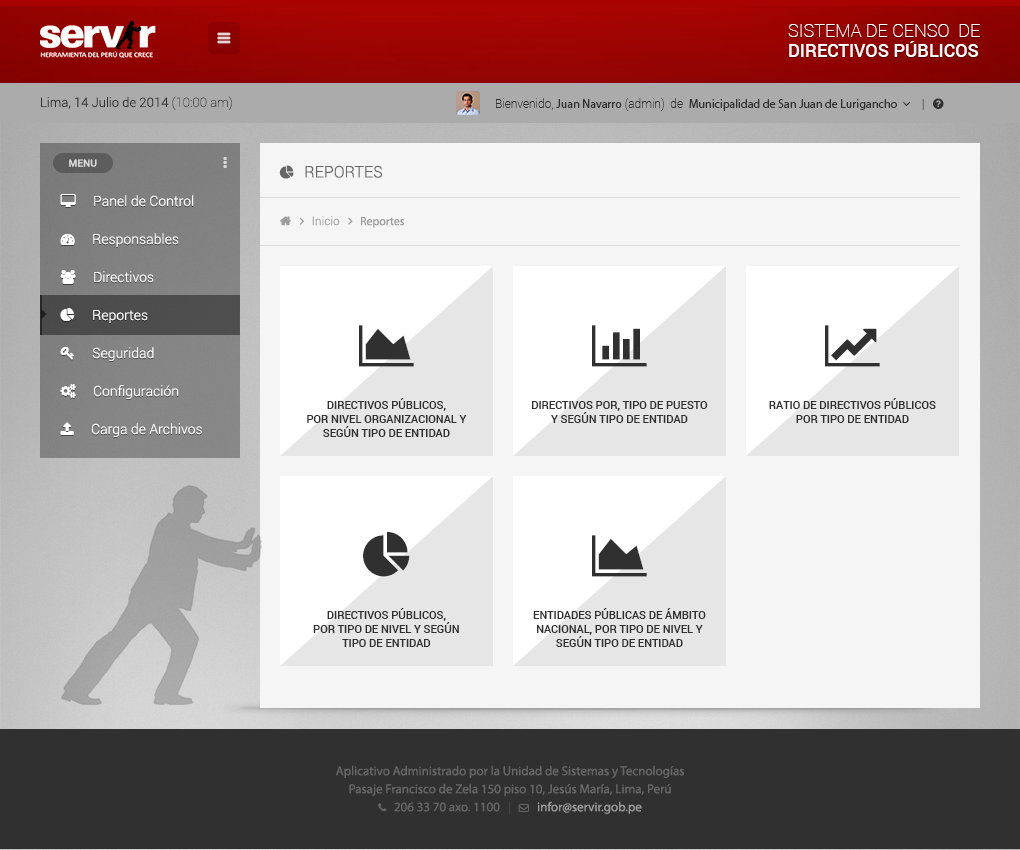 servir
HERRAMIENTA DEL PERÚ QUE CRECE
SISTEMA DE CENSO DE
DIRECTIVOS PÚBLICOS
Lima, 14 Julio de 2014 (10:00 am)
Bienvenido, Juan Navarro (admin) de Municipalidad de San Juan de Lurigancho |
MENU
Panel de Control
Responsables
Directivos
Reportes
Seguridad
Configuración
Carga de Archivos
REPORTES
Inicio > Reportes
DIRECTIVOS PÚBLICOS,
POR NIVEL ORGANIZACIONAL Y
SEGÚN TIPO DE ENTIDAD
DIRECTIVOS POR, TIPO DE PUESTO
Y SEGÚN TIPO DE ENTIDAD
RATIO DE DIRECTIVOS PÚBLICOS
POR TIPO DE ENTIDAD
DIRECTIVOS PÚBLICOS,
POR TIPO DE NIVEL Y SEGÚN
TIPO DE ENTIDAD
ENTIDADES PÚBLICAS DE ÁMBITO
NACIONAL, POR TIPO DE NIVEL Y
SEGÚN TIPO DE ENTIDAD
Aplicativo Administrado por la Unidad de Sistemas y Tecnologías
Pasaje Francisco de Zela 150 piso 10, Jesús María, Lima, Perú
206 33 70 axo. 1100 | infor@servir.gob.pe